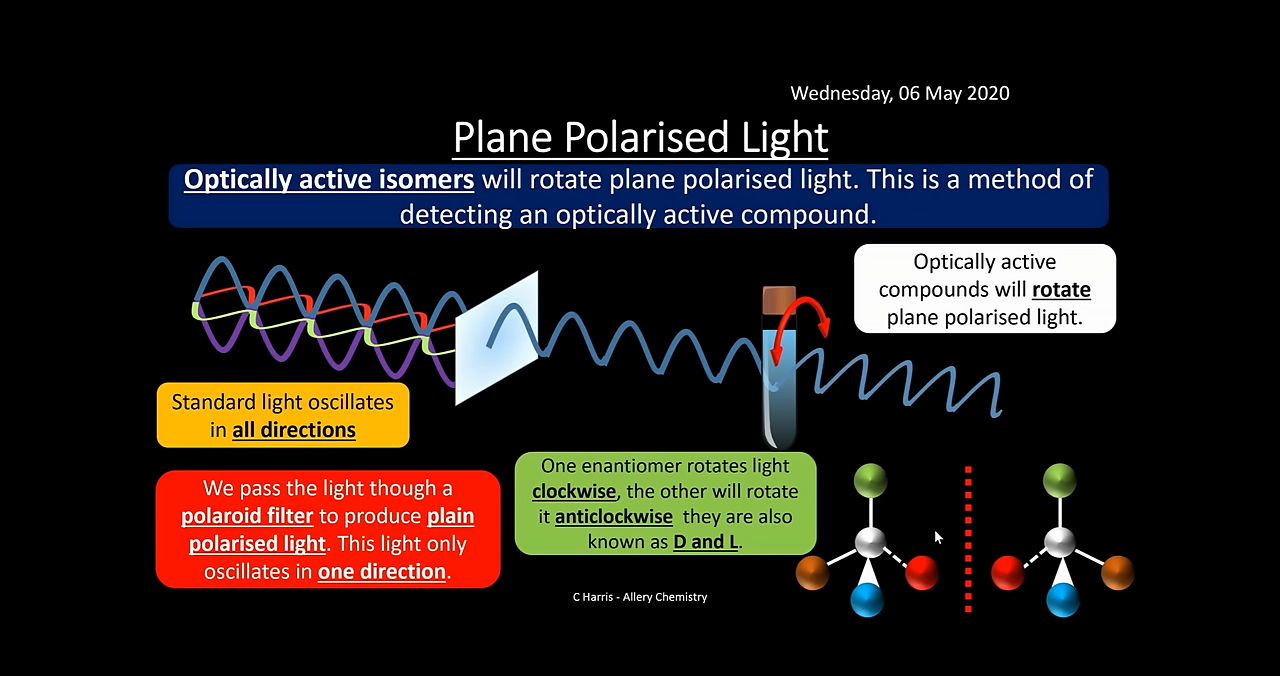 Wednesday, 06 May 2020
Plane Polarised Light
Optically active isomers will rotate plane polarised light. This is a method of
detecting an optically active compound.
Optically active
compounds will rotate
plane polarised light.
Standard light oscillates
in all directions
We pass the light though a
polaroid filter to produce plain
polarised light. This light only
oscillates in one direction.
One enantiomer rotates light
clockwise, the other will rotate
it anticlockwise they are also
known as D and L.
C Harris - Allery Chemistry